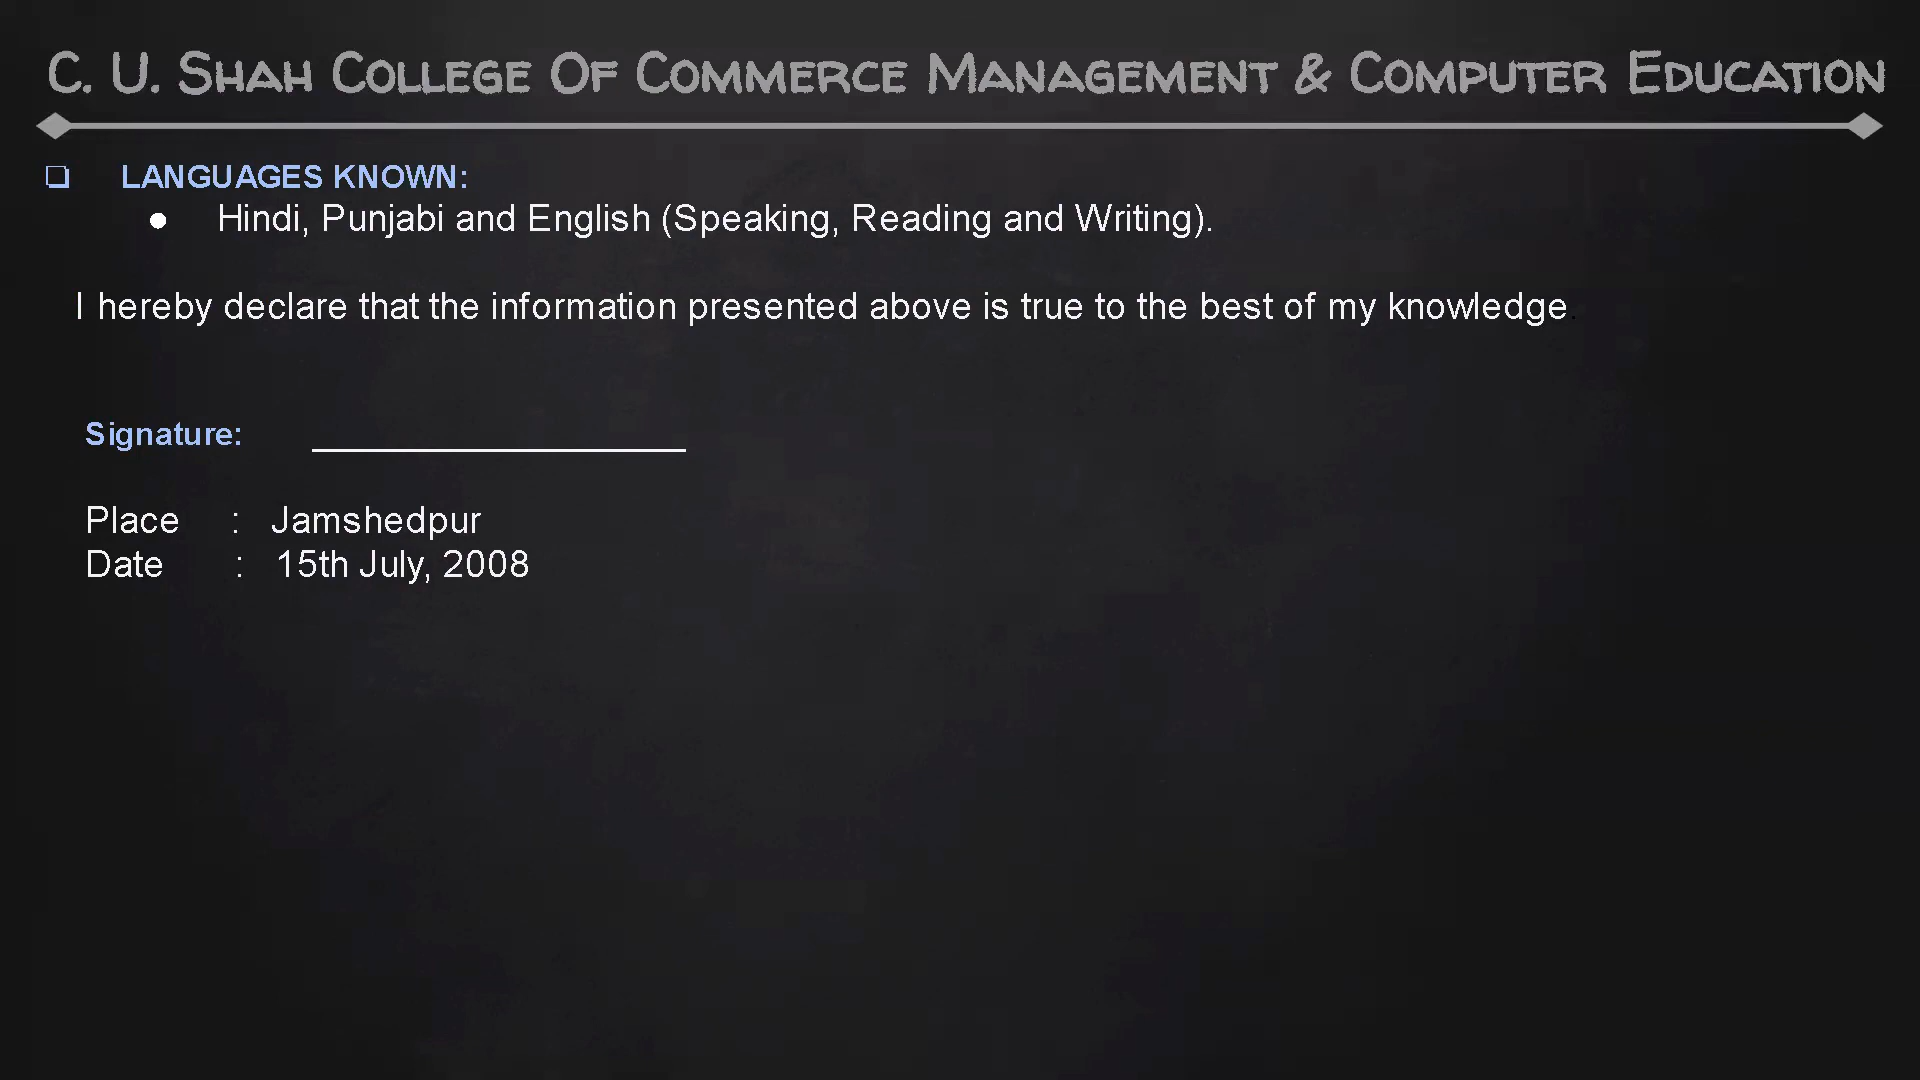 C. U. Shah College Of Commerce Management & Computer Education
❑ LANGUAGES KNOWN:
● Hindi, Punjabi and English (Speaking, Reading and Writing).
I hereby declare that the information presented above is true to the best of my knowledge.
Signature: ____________________
Place : Jamshedpur
Date : 15th July, 2008